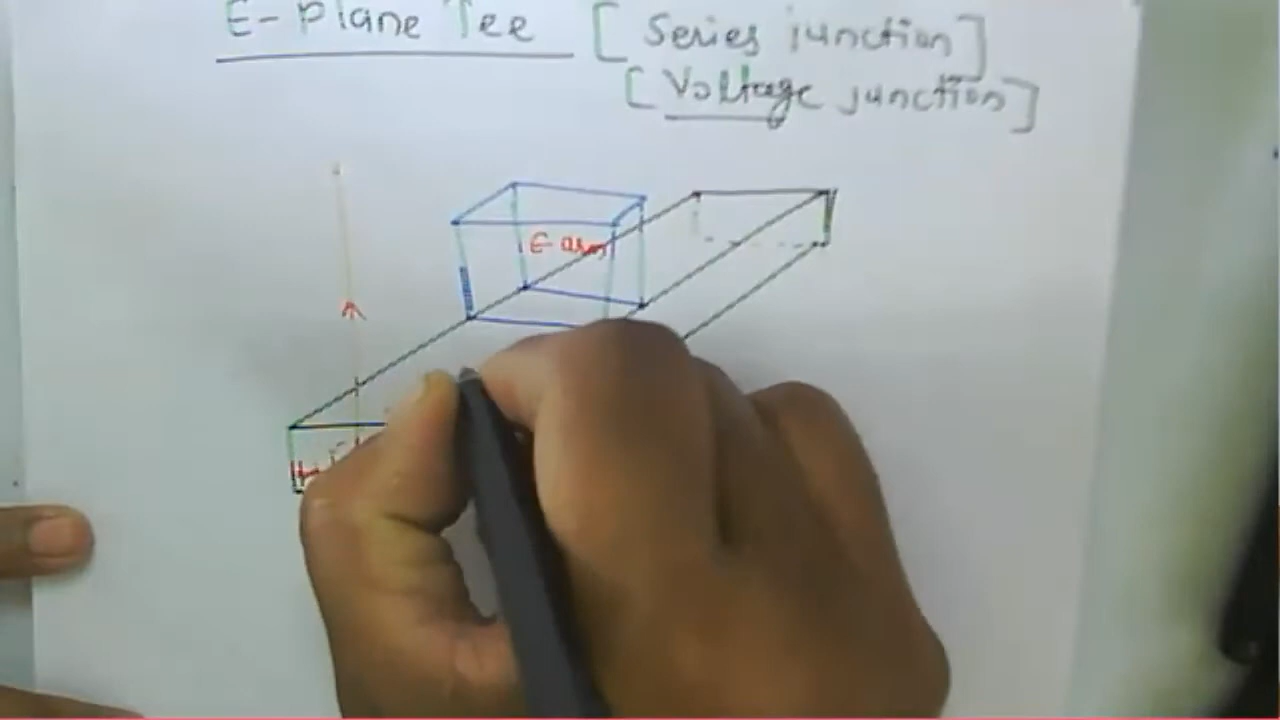 E-plane Tee [ Series junction]
[ Voltage junction]
E-arm